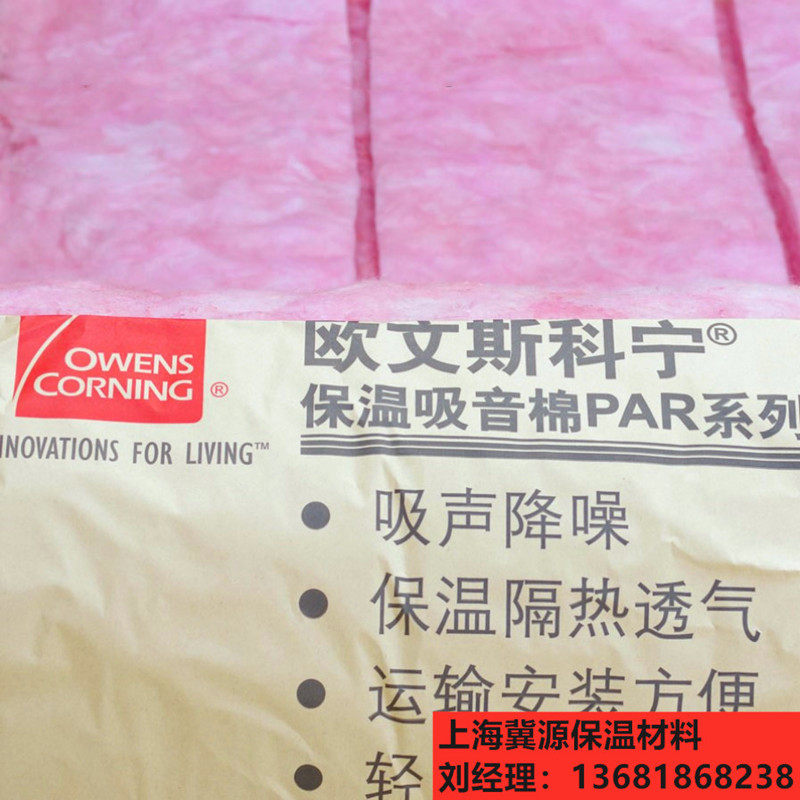 OWENS
CORNING®
INNOVATIONS FOR LIVING™
欧文斯科宁®
保温吸音棉PAR系列
● 吸声降噪
● 保温隔热透气
● 运输安装方便
● 轻
上海冀源保温材料
刘经理：13681868238